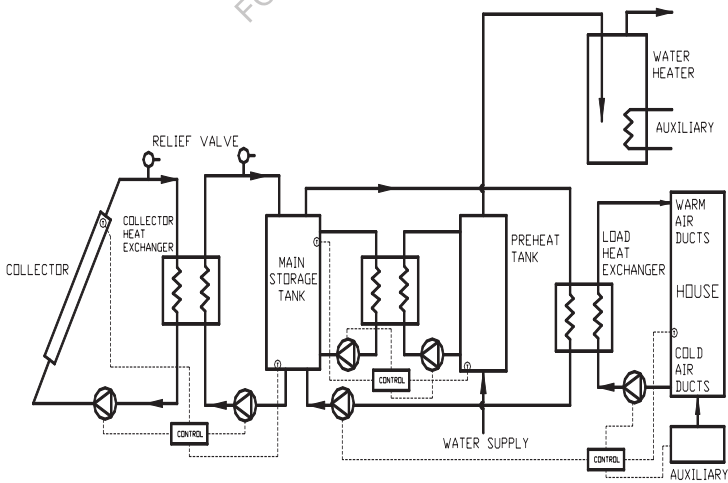 FO
WATER
HEATER
AUXILIARY
RELIEF VALVE
COLLECTOR
HEAT
EXCHANGER
COLLECTOR
MAIN
STORAGE
TANK
PREHEAT
TANK
LOAD
HEAT
EXCHANGER
WARM
AIR
DUCTS
HOUSE
COLD
AIR
DUCTS
T
T
T
T
T
CONTROL
CONTROL
WATER SUPPLY
CONTROL
AUXILIARY